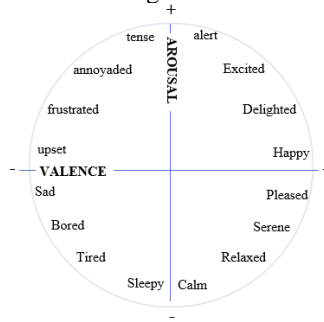 +
tense
alert
AROUSAL
annoyaded
Excited
frustrated
Delighted
upset
Happy
-
VALENCE
-
Sad
Pleased
Bored
Serene
Tired
Relaxed
Sleepy
Calm